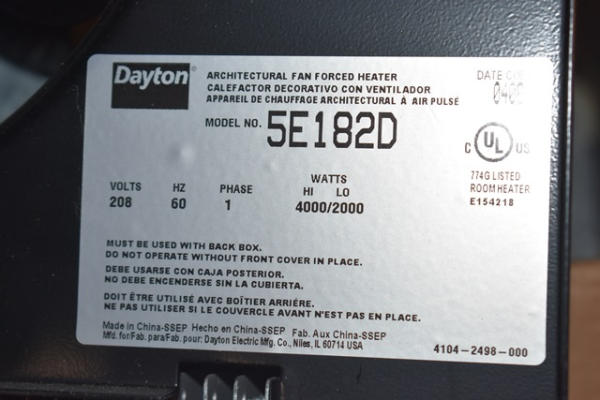 Dayton®
ARCHITECTURAL FAN FORCED HEATER
CALEFACTOR DECORATIVO CON VENTILADOR
APPAREIL DE CHAUFFAGE ARCHITECTURAL À AIR PULSÉ
DATE
MODEL NO. 5E182D
C UL US
774G LISTED
ROOM HEATER
E154218
VOLTS HZ PHASE WATTS
HI LO
208 60 1 4000/2000
MUST BE USED WITH BACK BOX.
DO NOT OPERATE WITHOUT FRONT COVER IN PLACE.
DEBE USARSE CON CAJA POSTERIOR.
NO DEBE ENCENDERSE SIN LA CUBIERTA.
DOIT ÊTRE UTILISÉ AVEC BOÎTIER ARRIÉRE.
NE PAS UTILISER SI LE COUVERCLE AVANT N'EST PAS EN PLACE.
Made in China-SSEP Hecho en China-SSEP Fab. Aux China-SSEP
Mfd. for/Fab. para/Fab. pour: Dayton Electric Mfg. Co., Niles, IL 60714 USA
4104-2498-000